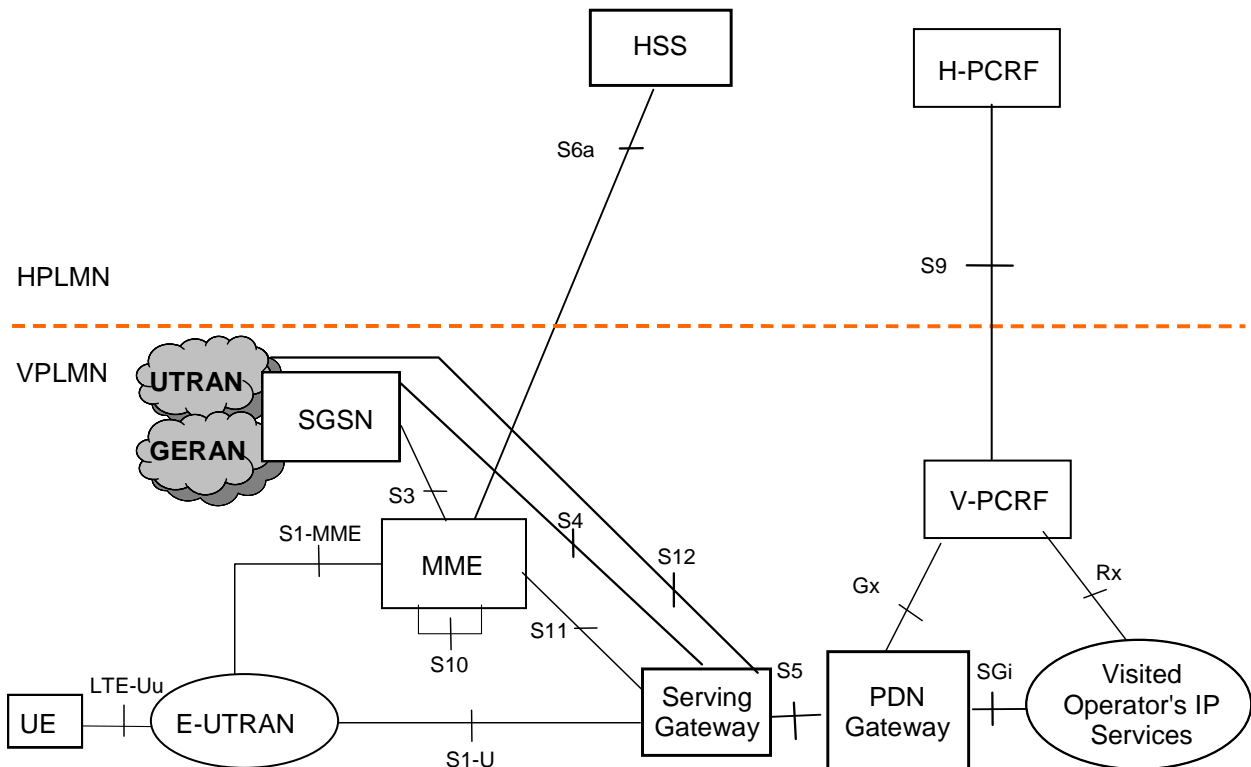 HSS
H-PCRF
S6a
S9
HPLMN
VPLMN
UTRAN
SGSN
GERAN
V-PCRF
S3
S4
S1-MME
S12
MME
Gx
Rx
S11
S10
S5
SGi
LTE-Uu
UE
E-UTRAN
Serving
Gateway
PDN
Gateway
Visited
Operator's IP
Services
S1-U